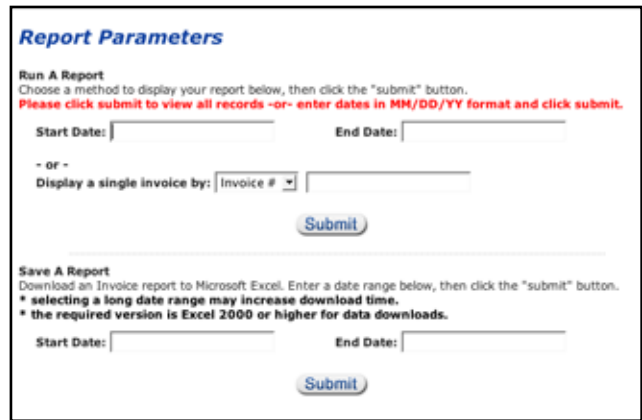 Report Parameters
Run A Report
Choose a method to display your report below, then click the "submit" button.
Please click submit to view all records -or- enter dates in MM/DD/YY format and click submit.
Start Date: End Date:
- or -
Display a single invoice by: Invoice #
Submit
Save A Report
Download an Invoice report to Microsoft Excel. Enter a date range below, then click the "submit" button.
* selecting a long date range may increase download time.
* the required version is Excel 2000 or higher for data downloads.
Start Date: End Date:
Submit